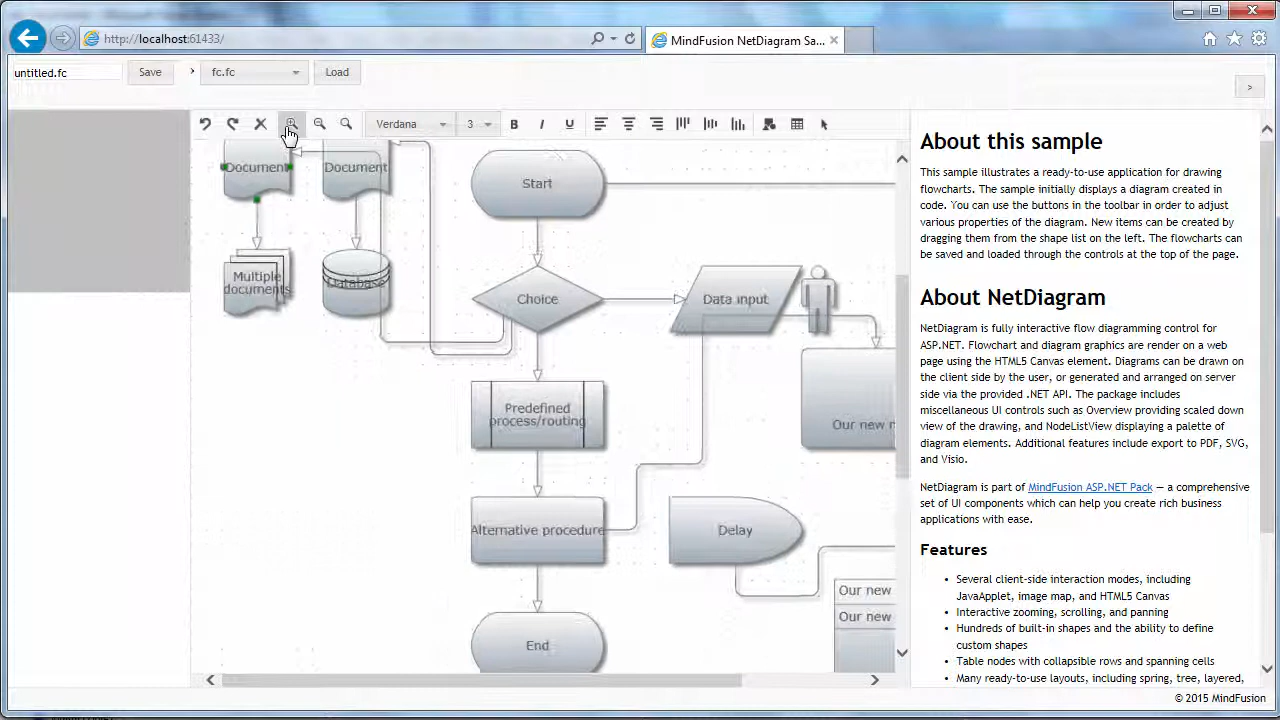 http://localhost:61433/
MindFusion NetDiagram Sa...
untitled.fc
Save
fc.fc
Load
>
Verdana
3
B
I
U
Document
Document
Start
Multiple
documents
Database
Choice
Data input
Predefined
process/routing
Our new
Alternative procedure
Delay
Our new
Our new
End
About this sample
This sample illustrates a ready-to-use application for drawing
flowcharts. The sample initially displays a diagram created in
code. You can use the buttons in the toolbar in order to adjust
various properties of the diagram. New items can be created by
dragging them from the shape list on the left. The flowcharts can
be saved and loaded through the controls at the top of the page.
About NetDiagram
NetDiagram is fully interactive flow diagramming control for
ASP.NET. Flowchart and diagram graphics are render on a web
page using the HTML5 Canvas element. Diagrams can be drawn on
the client side by the user, or generated and arranged on server
side via the provided .NET API. The package includes
miscellaneous UI controls such as Overview providing scaled down
view of the drawing, and NodeListView displaying a palette of
diagram elements. Additional features include export to PDF, SVG,
and Visio.
NetDiagram is part of MindFusion ASP.NET Pack — a comprehensive
set of UI components which can help you create rich business
applications with ease.
Features
• Several client-side interaction modes, including
JavaApplet, image map, and HTML5 Canvas
• Interactive zooming, scrolling, and panning
• Hundreds of built-in shapes and the ability to define
custom shapes
• Table nodes with collapsible rows and spanning cells
• Many ready-to-use layouts, including spring, tree, layered,
© 2015 MindFusion